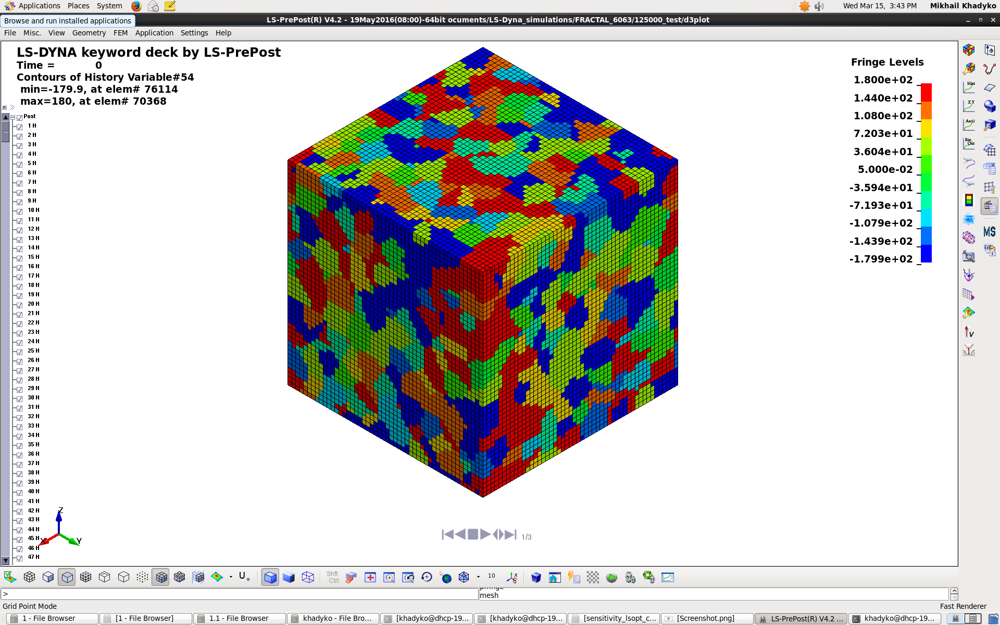 Applications Places System
Wed Mar 15, 3:43 PM Mikhail Khadyko
Browse and run installed applications
LS-PrePost(R) V4.2 - 19May2016(08:00)-64bit ocuments/LS-Dyna_simulations/FRACTAL_6063/125000_test/d3plot
File Misc. View Geometry FEM Application Settings Help
LS-DYNA keyword deck by LS-PrePost
Time = 0
Contours of History Variable#54
min=-179.9, at elem# 76114
max=180, at elem# 70368
Fringe Levels
1.800e+02
1.440e+02
1.080e+02
7.203e+01
3.604e+01
5.000e-02
-3.594e+01
-7.193e+01
-1.079e+02
-1.439e+02
-1.799e+02
Post
1 H
2 H
3 H
4 H
5 H
6 H
7 H
8 H
9 H
10 H
11 H
12 H
13 H
14 H
15 H
16 H
17 H
18 H
19 H
20 H
21 H
22 H
23 H
24 H
25 H
26 H
27 H
28 H
29 H
30 H
31 H
32 H
33 H
34 H
35 H
36 H
37 H
38 H
39 H
40 H
41 H
42 H
43 H
44 H
45 H
46 H
47 H
Z
X
Y
1/3
Hist
XY
Ascii
Bin Out
MS
V
U
Shft
Ctrl
10
>
prringe
mesh
Grid Point Mode
Fast Renderer
1 - File Browser
[1 - File Browser]
1.1 - File Browser
khadyko - File Bro...
[khadyko@dhcp-19...
[khadyko@dhcp-19...
[sensitivity_lsopt_c...
[Screenshot.png]
LS-PrePost(R) V4.2 ...
khadyko@dhcp-19...